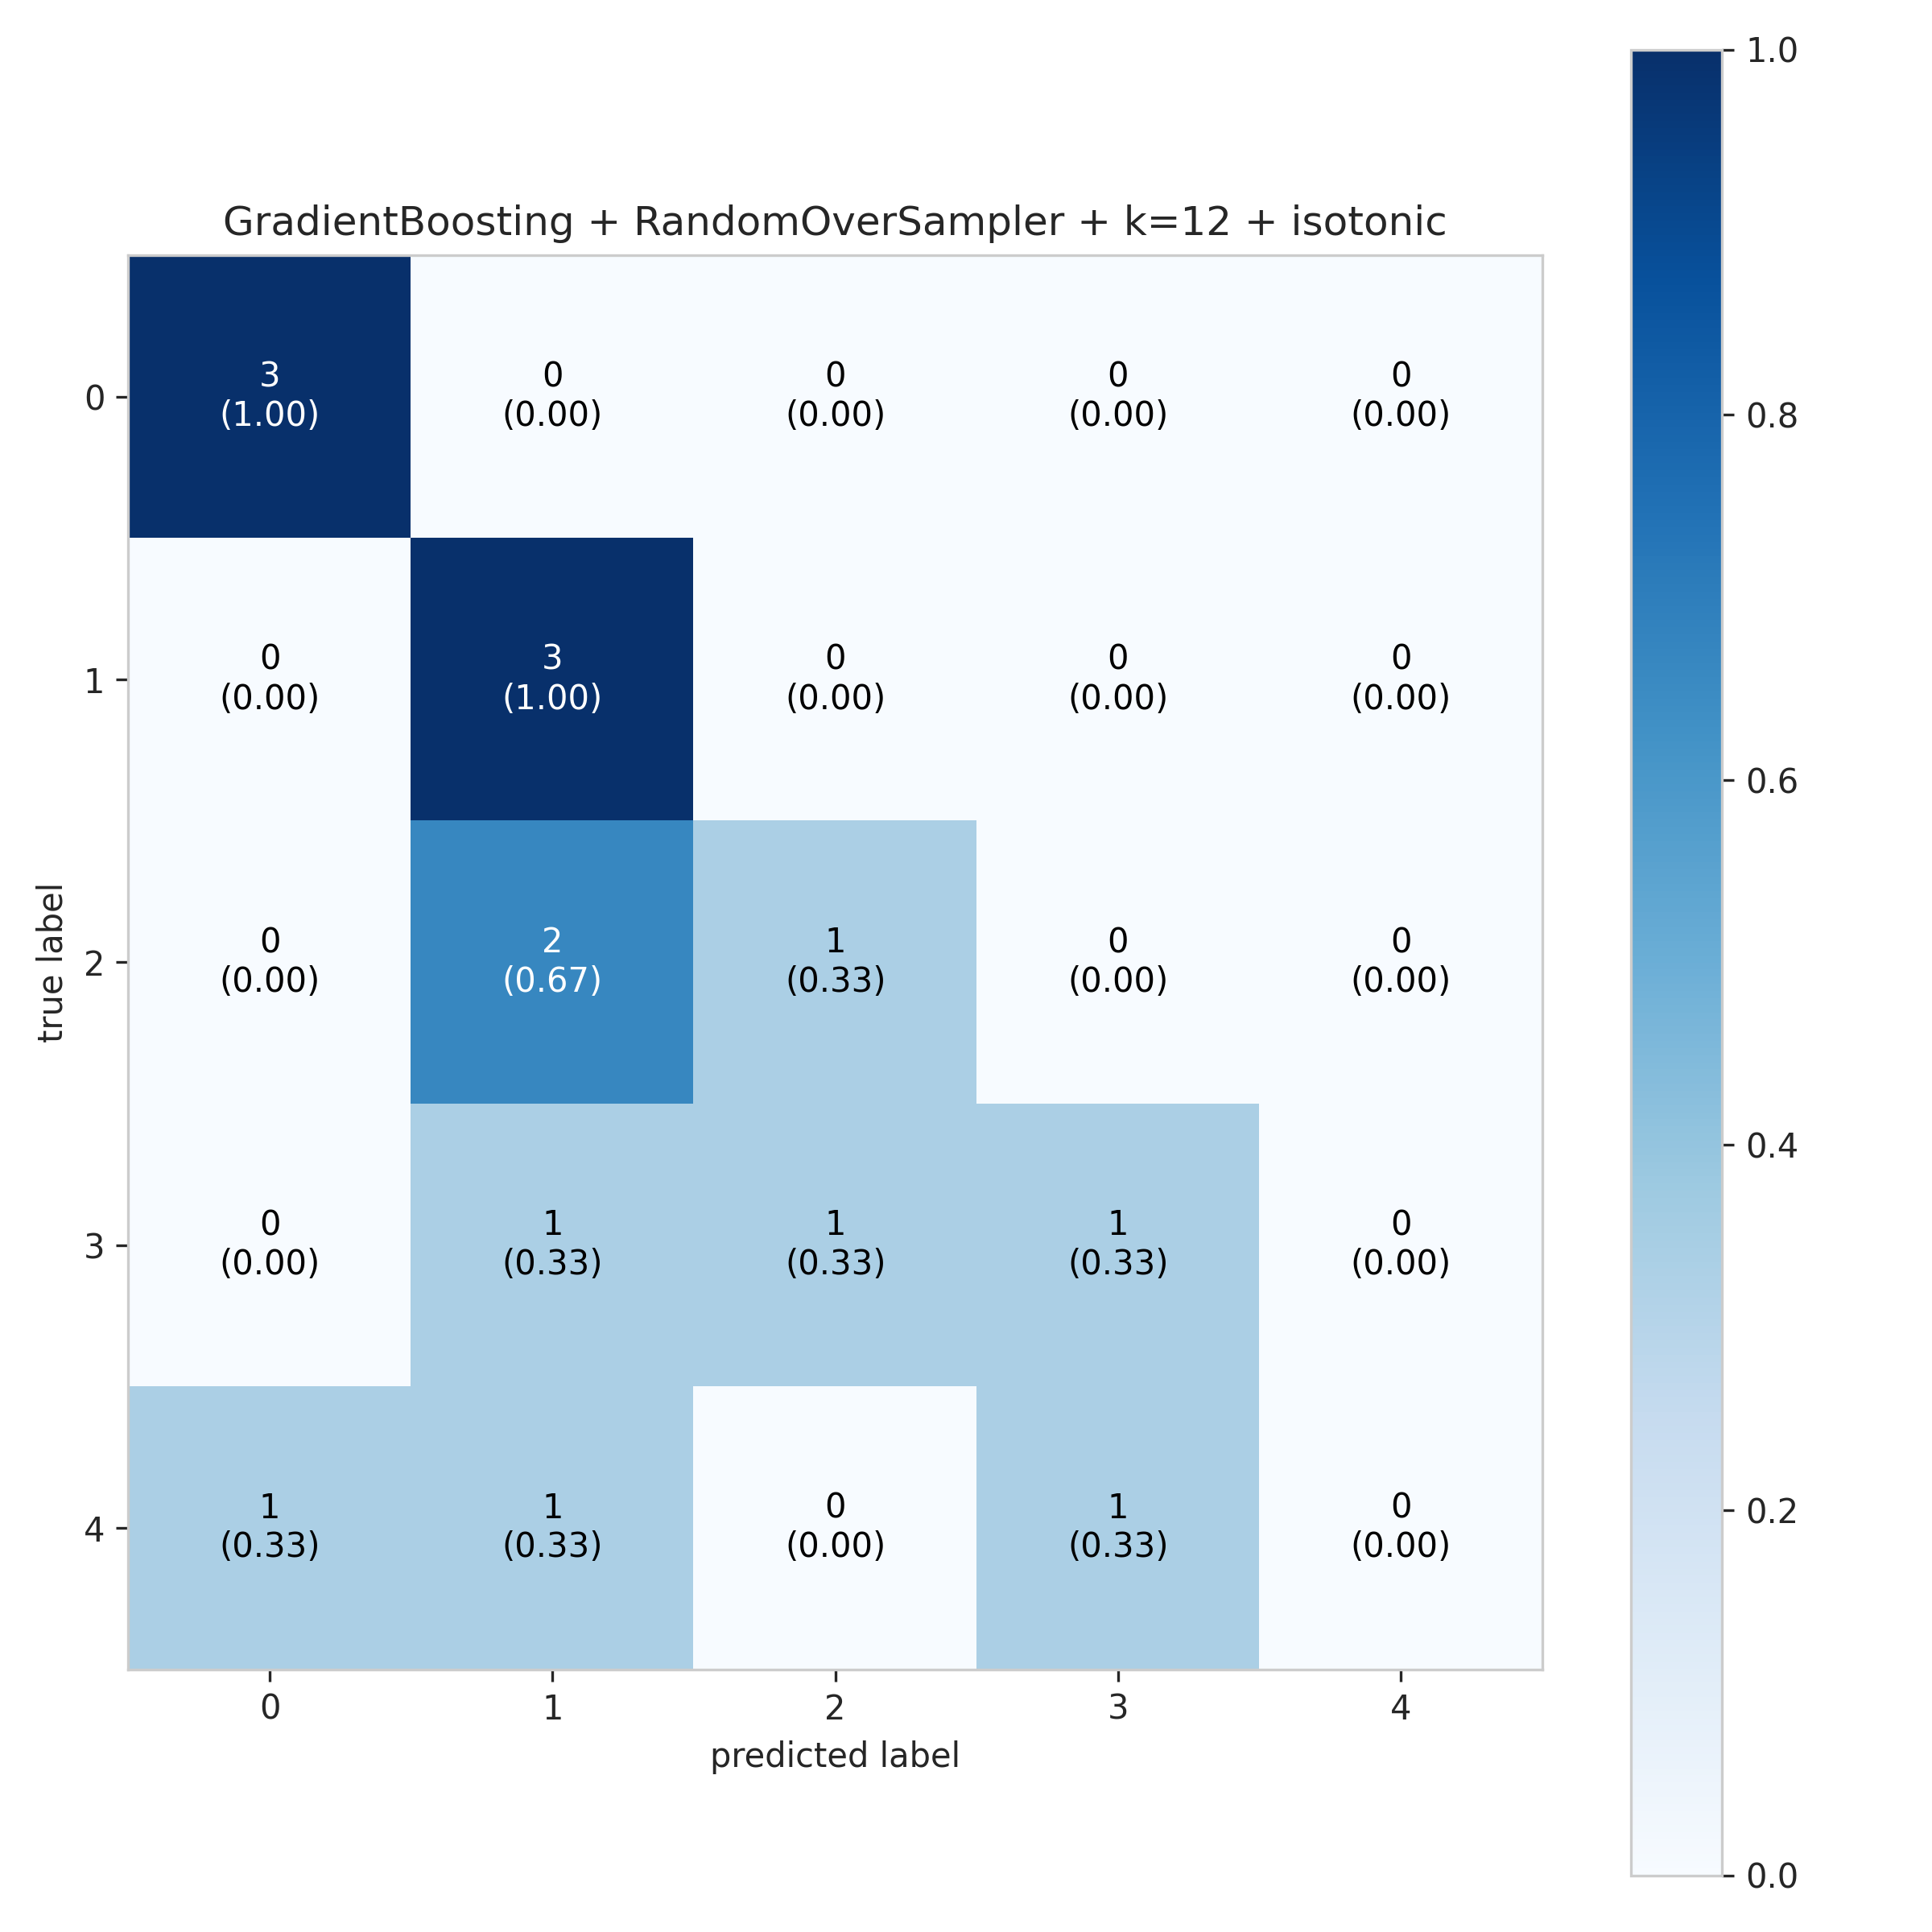 GradientBoosting + RandomOverSampler + k=12 + isotonic
1.0
0.8
0.6
0.4
0.2
0.0
true label
0
3 0 0 0 0
(1.00) (0.00) (0.00) (0.00) (0.00)
1
0 3 0 0 0
(0.00) (1.00) (0.00) (0.00) (0.00)
2
0 2 1 0 0
(0.00) (0.67) (0.33) (0.00) (0.00)
3
0 1 1 1 0
(0.00) (0.33) (0.33) (0.33) (0.00)
4
1 1 0 1 0
(0.33) (0.33) (0.00) (0.33) (0.00)
0 1 2 3 4
predicted label